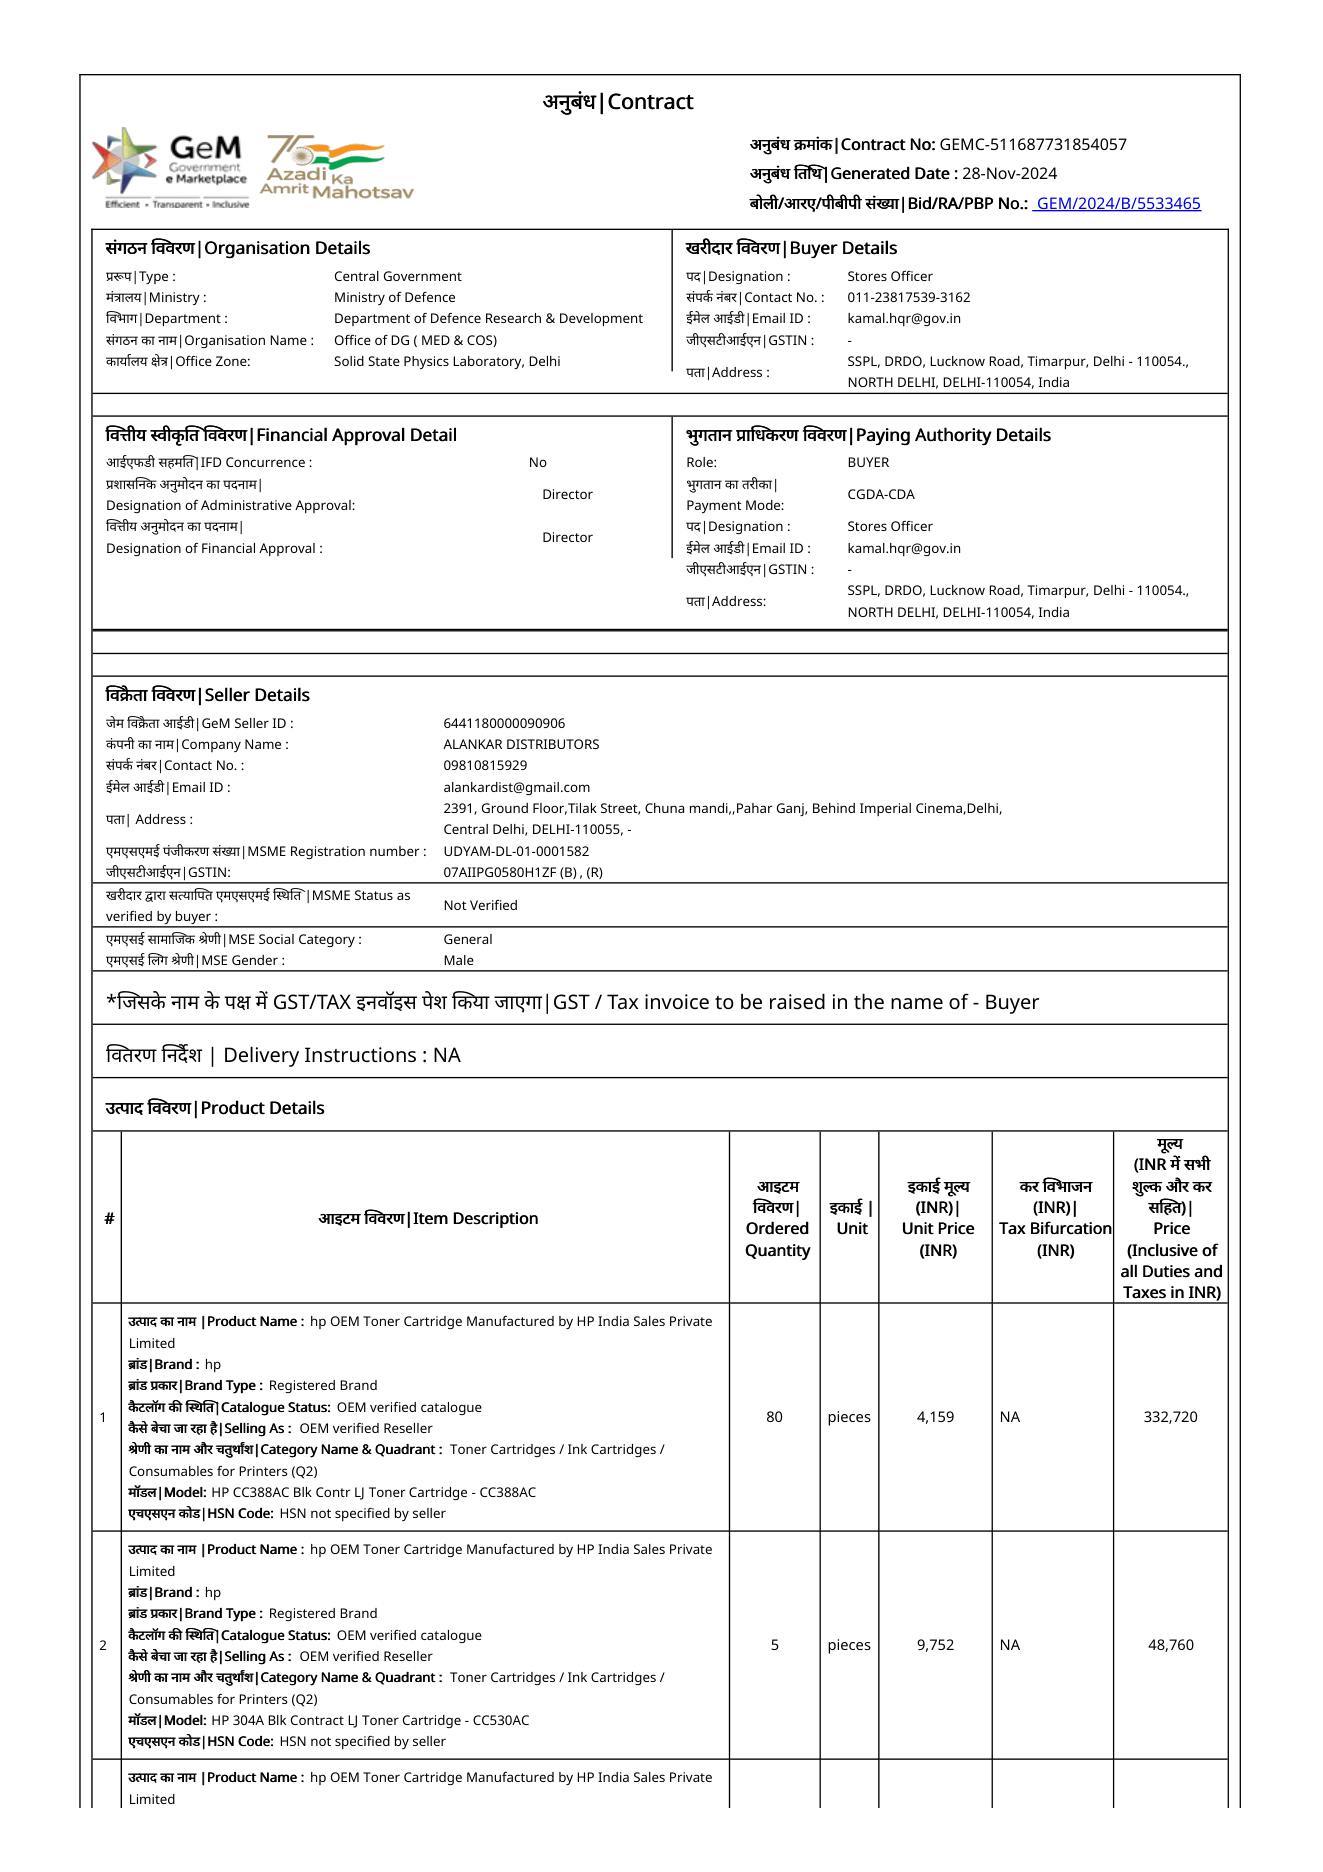 अनुबंध|Contract
GeM
Government
e Marketplace
Efficient • Transparent • Inclusive
75
Azadi Ka
Amrit Mahotsav
अनुबंध क्रमांक|Contract No: GEMC-511687731854057
अनुबंध तिथि|Generated Date : 28-Nov-2024
बोली/आरए/पीबीपी संख्या|Bid/RA/PBP No.: GEM/2024/B/5533465
संगठन विवरण|Organisation Details
प्ररूप|Type : Central Government
मंत्रालय|Ministry : Ministry of Defence
विभाग|Department : Department of Defence Research & Development
संगठन का नाम|Organisation Name : Office of DG ( MED & COS)
कार्यालय क्षेत्र|Office Zone: Solid State Physics Laboratory, Delhi
खरीदार विवरण|Buyer Details
पद|Designation : Stores Officer
संपर्क नंबर|Contact No. : 011-23817539-3162
ईमेल आईडी|Email ID : kamal.hqr@gov.in
जीएसटीआईएन|GSTIN : -
पता|Address : SSPL, DRDO, Lucknow Road, Timarpur, Delhi - 110054.,
NORTH DELHI, DELHI-110054, India
वित्तीय स्वीकृति विवरण|Financial Approval Detail
आईएफडी सहमति|IFD Concurrence : No
प्रशासनिक अनुमोदन का पदनाम|
Designation of Administrative Approval: Director
वित्तीय अनुमोदन का पदनाम|
Designation of Financial Approval : Director
भुगतान प्राधिकरण विवरण|Paying Authority Details
Role: BUYER
भुगतान का तरीका|
Payment Mode: CGDA-CDA
पद|Designation : Stores Officer
ईमेल आईडी|Email ID : kamal.hqr@gov.in
जीएसटीआईएन|GSTIN : -
पता|Address: SSPL, DRDO, Lucknow Road, Timarpur, Delhi - 110054.,
NORTH DELHI, DELHI-110054, India
विक्रेता विवरण|Seller Details
जेम विक्रेता आईडी|GeM Seller ID : 6441180000090906
कंपनी का नाम|Company Name : ALANKAR DISTRIBUTORS
संपर्क नंबर|Contact No. : 09810815929
ईमेल आईडी|Email ID : alankardist@gmail.com
पता| Address : 2391, Ground Floor,Tilak Street, Chuna mandi,,Pahar Ganj, Behind Imperial Cinema,Delhi,
Central Delhi, DELHI-110055, -
एमएसएमई पंजीकरण संख्या|MSME Registration number : UDYAM-DL-01-0001582
जीएसटीआईएन|GSTIN: 07AIIPG0580H1ZF (B) , (R)
खरीदार द्वारा सत्यापित एमएसएमई स्थिति|MSME Status as
verified by buyer : Not Verified
एमएसई सामाजिक श्रेणी|MSE Social Category : General
एमएसई लिंग श्रेणी|MSE Gender : Male
*जिसके नाम के पक्ष में GST/TAX इनवॉइस पेश किया जाएगा|GST / Tax invoice to be raised in the name of - Buyer
वितरण निर्देश | Delivery Instructions : NA
उत्पाद विवरण|Product Details
#
आइटम विवरण|Item Description
आइटम
विवरण|
Ordered
Quantity
इकाई |
Unit
इकाई मूल्य
(INR)|
Unit Price
(INR)
कर विभाजन
(INR)|
Tax Bifurcation
(INR)
मूल्य
(INR में सभी
शुल्क और कर
सहित)|
Price
(Inclusive of
all Duties and
Taxes in INR)
उत्पाद का नाम |Product Name : hp OEM Toner Cartridge Manufactured by HP India Sales Private
Limited
ब्रांड|Brand : hp
ब्रांड प्रकार|Brand Type : Registered Brand
कैटलॉग की स्थिति|Catalogue Status: OEM verified catalogue
कैसे बेचा जा रहा है|Selling As : OEM verified Reseller
श्रेणी का नाम और चतुर्थांश|Category Name & Quadrant : Toner Cartridges / Ink Cartridges /
Consumables for Printers (Q2)
मॉडल|Model: HP CC388AC Blk Contr LJ Toner Cartridge - CC388AC
एचएसएन कोड|HSN Code: HSN not specified by seller
1 80 pieces 4,159 NA 332,720
उत्पाद का नाम |Product Name : hp OEM Toner Cartridge Manufactured by HP India Sales Private
Limited
ब्रांड|Brand : hp
ब्रांड प्रकार|Brand Type : Registered Brand
कैटलॉग की स्थिति|Catalogue Status: OEM verified catalogue
कैसे बेचा जा रहा है|Selling As : OEM verified Reseller
श्रेणी का नाम और चतुर्थांश|Category Name & Quadrant : Toner Cartridges / Ink Cartridges /
Consumables for Printers (Q2)
मॉडल|Model: HP 304A Blk Contract LJ Toner Cartridge - CC530AC
एचएसएन कोड|HSN Code: HSN not specified by seller
2 5 pieces 9,752 NA 48,760
उत्पाद का नाम |Product Name : hp OEM Toner Cartridge Manufactured by HP India Sales Private
Limited